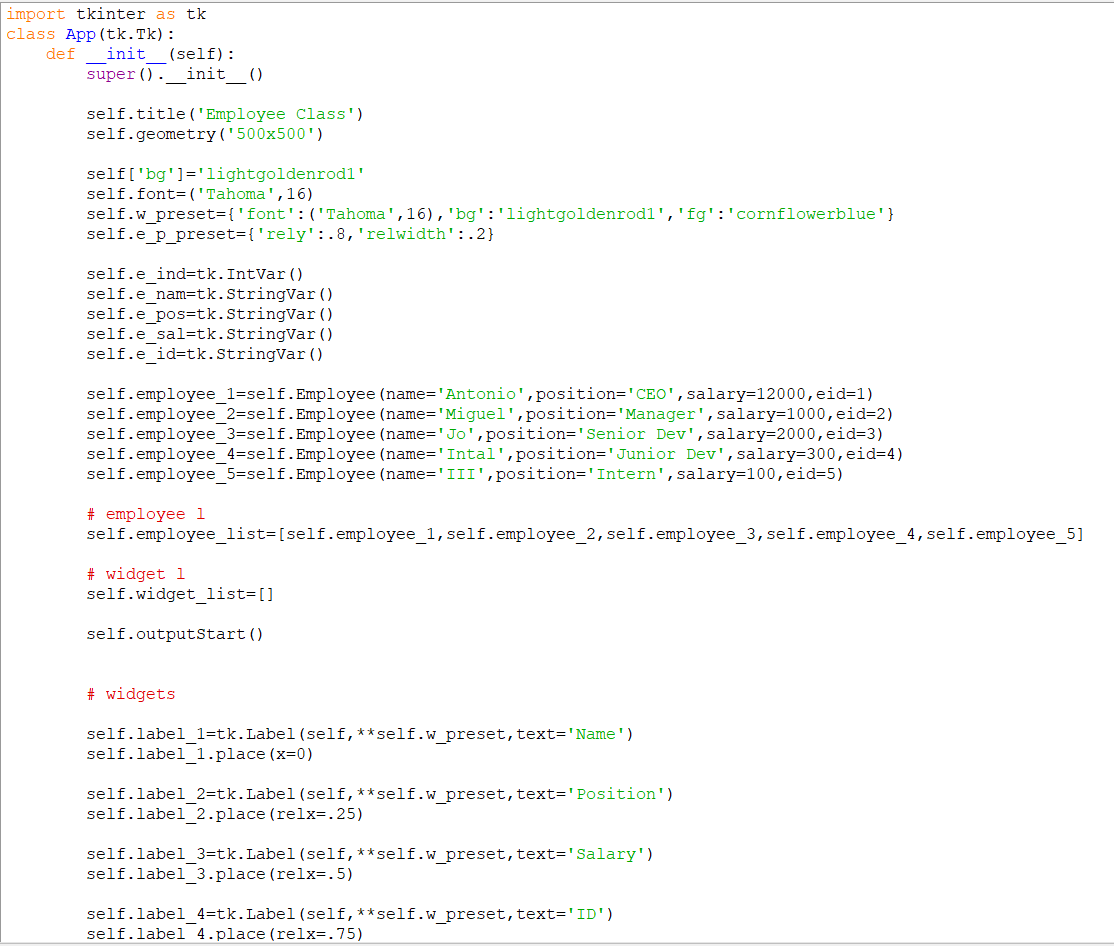 import tkinter as tk
class App(tk.Tk):
    def __init__(self):
        super().__init__()

        self.title('Employee Class')
        self.geometry('500x500')

        self['bg']='lightgoldenrod1'
        self.font=('Tahoma',16)
        self.w_preset={'font':('Tahoma',16),'bg':'lightgoldenrod1','fg':'cornflowerblue'}
        self.e_p_preset={'rely':.8,'relwidth':.2}

        self.e_ind=tk.IntVar()
        self.e_nam=tk.StringVar()
        self.e_pos=tk.StringVar()
        self.e_sal=tk.StringVar()
        self.e_id=tk.StringVar()

        self.employee_1=self.Employee(name='Antonio',position='CEO',salary=12000,eid=1)
        self.employee_2=self.Employee(name='Miguel',position='Manager',salary=1000,eid=2)
        self.employee_3=self.Employee(name='Jo',position='Senior Dev',salary=2000,eid=3)
        self.employee_4=self.Employee(name='Intal',position='Junior Dev',salary=300,eid=4)
        self.employee_5=self.Employee(name='III',position='Intern',salary=100,eid=5)

        # employee l
        self.employee_list=[self.employee_1,self.employee_2,self.employee_3,self.employee_4,self.employee_5]

        # widget l
        self.widget_list=[]

        self.outputStart()


        # widgets

        self.label_1=tk.Label(self,**self.w_preset,text='Name')
        self.label_1.place(x=0)

        self.label_2=tk.Label(self,**self.w_preset,text='Position')
        self.label_2.place(relx=.25)

        self.label_3=tk.Label(self,**self.w_preset,text='Salary')
        self.label_3.place(relx=.5)

        self.label_4=tk.Label(self,**self.w_preset,text='ID')
        self.label_4.place(relx=.75)